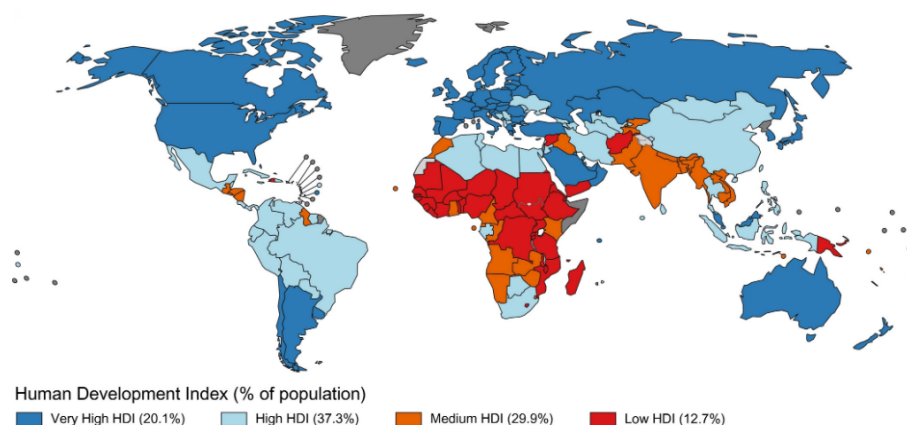 Human Development Index (% of population)
Very High HDI (20.1%) High HDI (37.3%) Medium HDI (29.9%) Low HDI (12.7%)